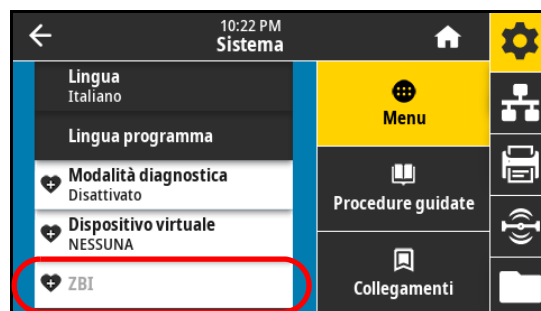 10:22 PM
Sistema
Lingua
Italiano
Lingua programma
Modalità diagnostica
Disattivato
Dispositivo virtuale
NESSUNA
ZBI
Menu
Procedure guidate
Collegamenti